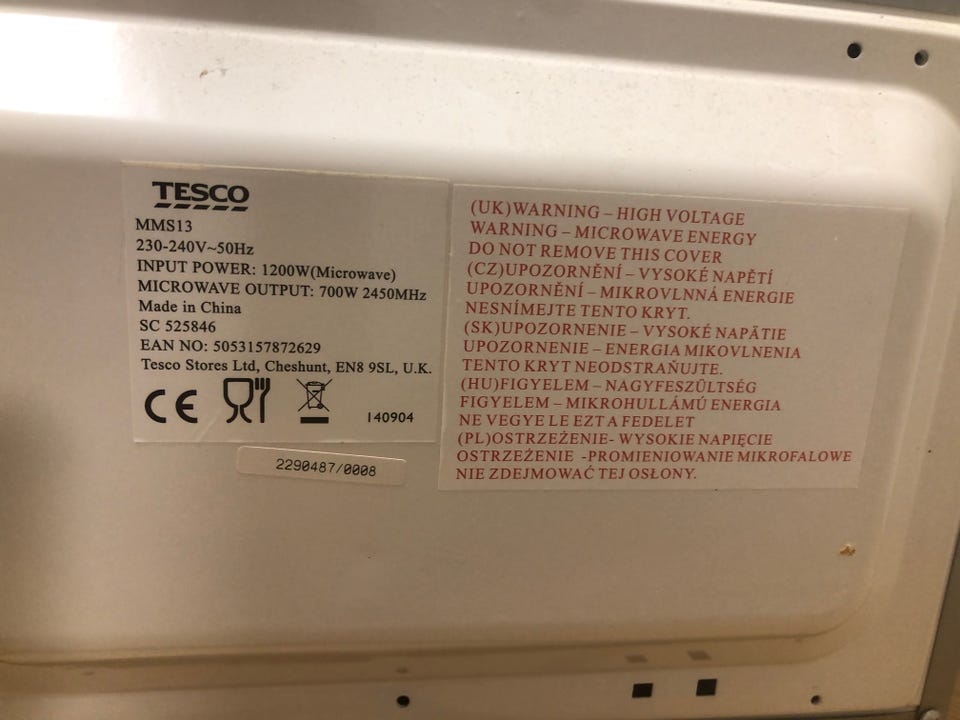 TESCO
MMS13
230-240V~50Hz
INPUT POWER: 1200W(Microwave)
MICROWAVE OUTPUT: 700W 2450MHz
Made in China
SC 525846
EAN NO: 5053157872629
Tesco Stores Ltd, Cheshunt, EN8 9SL, U.K.
CE
140904
2290487/0008
(UK)WARNING – HIGH VOLTAGE
WARNING – MICROWAVE ENERGY
DO NOT REMOVE THIS COVER
(CZ)UPOZORNĚNÍ – VYSOKÉ NAPĚTÍ
UPOZORNĚNÍ – MIKROVLNNÁ ENERGIE
NESNÍMEJTE TENTO KRYT.
(SK)UPOZORNENIE – VYSOKÉ NAPÄTIE
UPOZORNENIE – ENERGIA MIKOVLNENIA
TENTO KRYT NEODSTRAŇUJTE.
(HU)FIGYELEM – NAGYFESZÜLTSÉG
FIGYELEM – MIKROHULLÁMÚ ENERGIA
NE VEGYE LE EZT A FEDELET
(PL)OSTRZEŻENIE- WYSOKIE NAPIĘCIE
OSTRZEŻENIE -PROMIENIOWANIE MIKROFALOWE
NIE ZDEJMOWAĆ TEJ OSŁONY.